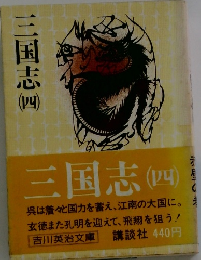 三国志
(四)
三国志(四)
呉は着々と国力を蓄え、江南の大国に。
玄徳また孔明を迎えて、飛翔を狙う！
吉川英治文庫
講談社 440円